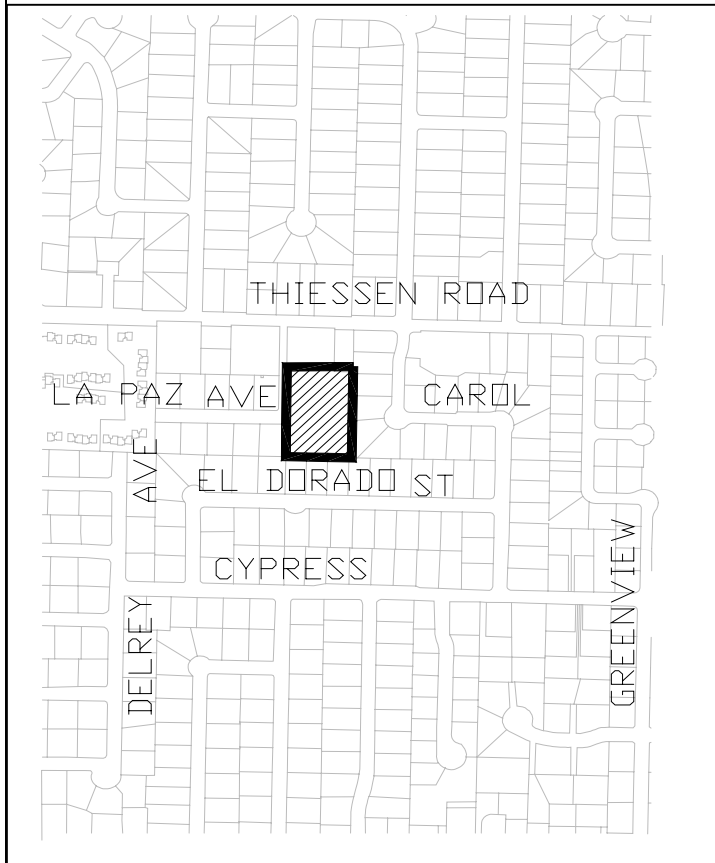 THIESSEN ROAD
LA PAZ AVE
CAROL
EL DORADO ST
AVE
CYPRESS
DELREY
GREENVIEW